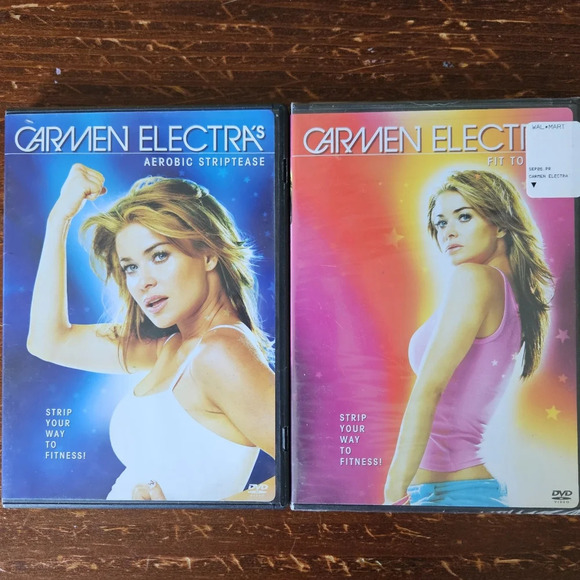 CARMEN ELECTRA'S
AEROBIC STRIPTEASE
STRIP
YOUR
WAY
TO
FITNESS!
DVD
CARMEN ELECT
FIT TO
WAL★MART
CARMEN ELECTRA
STRIP
YOUR
WAY
TO
FITNESS!
DVD
VIDEO